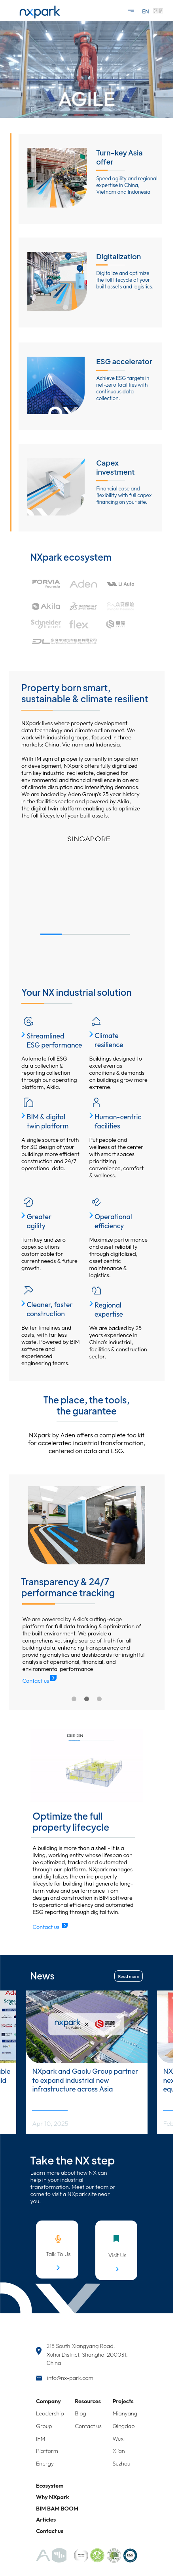 nxpark
EN
AGILE
Turn-key Asia
offer
Speed agility and regional
expertise in China,
Vietnam and Indonesia
Digitalization
Digitalize and optimize
the full lifecycle of your
built assets and logistics.
ESG accelerator
Achieve ESG targets in
net-zero facilities with
continuous data
collection.
Capex
investment
Financial ease and
flexibility with full capex
financing on your site.
NXpark ecosystem
FORVIA
Aden
Li Auto
Akila
Schneider
flex
Property born smart,
sustainable & climate resilient
NXpark lives where property development,
data technology and climate action meet. We
work with industrial groups, focused in three
markets: China, Vietnam and Indonesia.
With 1M sqm of property currently in operation
or development, NXpark offers fully digitalized
turn key industrial real estate, designed for
environmental and financial resilience in an era
of climate disruption and intensifying demands.
We are backed by Aden Group's 25 year history
in the facilities sector and powered by Akila,
the digital twin platform enabling us to optimize
the full lifecycle of your built assets.
SINGAPORE
Your NX industrial solution
Streamlined
ESG performance
Automate full ESG
data collection &
reporting collection
through our operating
platform, Akila.
Climate
resilience
Buildings designed to
evolve even as
conditions & demands
on buildings grow more
extreme.
BIM & digital
twin platform
A single source of truth
for 3D design of your
buildings more efficient
construction and 24/7
operational data.
Human-centric
facilities
Put people and
wellness at the center
with smart spaces
prioritizing
convenience, comfort
& wellness.
Greater
agility
Turn key and zero
capex solutions
customizable for
current needs & future
growth.
Operational
efficiency
Maximize performance
and asset reliability
through digitalized,
asset centric
maintenance &
logistics.
Cleaner, faster
construction
Better timelines and
costs, with far less
waste. Powered by BIM
software and
experienced
engineering teams.
Regional
expertise
We are backed by 25
years experience in
China's industrial,
facilities & construction
sector.
The place, the tools,
the guarantee
NXpark by Aden offers a complete toolkit
for accelerated industrial transformation,
centered on data and ESG.
Transparency & 24/7
performance tracking
We are powered by Akila's cutting-edge
platform for full data tracking & optimization of
the built environment. We provide a
comprehensive, single source of truth for all
building data, enhancing transparency and
providing analytics and dashboards for insightful
analysis of operational, financial, and
environmental performance
Contact us
DESIGN
Optimize the full
property lifecycle
A building is more than a shell - it is a
living, working entity whose lifespan can
be optimized, tracked and automated
through our platform. NXpark manages
and digitalizes the entire property
lifecycle for building that provide long-
term value and performance from
design and construction with BIM software
to operational efficiency and automated
ESG reporting through digital twin.
Contact us
News
Read more
nxpark
×
NXpark and Gaolu Group partner
to expand industrial new
infrastructure across Asia
Apr 10, 2025
Take the NX step
Learn more about how NX can
help in your industrial
transformation. Meet our team or
come to visit a NXpark site near
you.
Talk To Us
Visit Us
218 South Xiangyang Road,
Xuhui District, Shanghai 200031,
China
info@nx-park.com
Company
Resources
Projects
Leadership
Blog
Mianyang
Group
Contact us
Qingdao
IFM
Wuxi
Platform
Xi'an
Energy
Suzhou
Ecosystem
Why NXpark
BIM BAM BOOM
Articles
Contact us